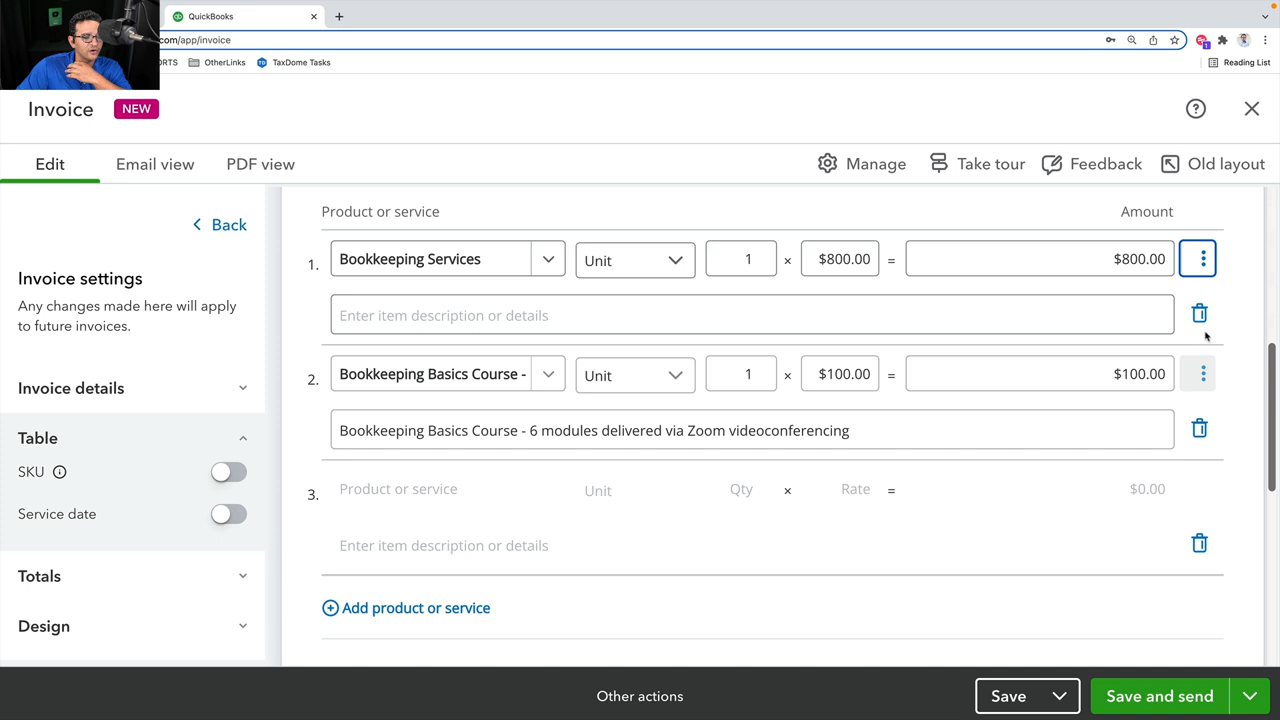 QuickBooks
com/app/invoice
1
ORTS OtherLinks TaxDome Tasks Reading List
Invoice NEW
Edit Email view PDF view Manage Take tour Feedback Old layout
Back
Invoice settings
Any changes made here will apply
to future invoices.
Invoice details
Table
SKU
Service date
Totals
Design
Product or service Amount
1. Bookkeeping Services Unit 1 × $800.00 = $800.00
Enter item description or details
2. Bookkeeping Basics Course - Unit 1 × $100.00 = $100.00
Bookkeeping Basics Course - 6 modules delivered via Zoom videoconferencing
3. Product or service Unit Qty × Rate = $0.00
Enter item description or details
Add product or service
Other actions Save Save and send